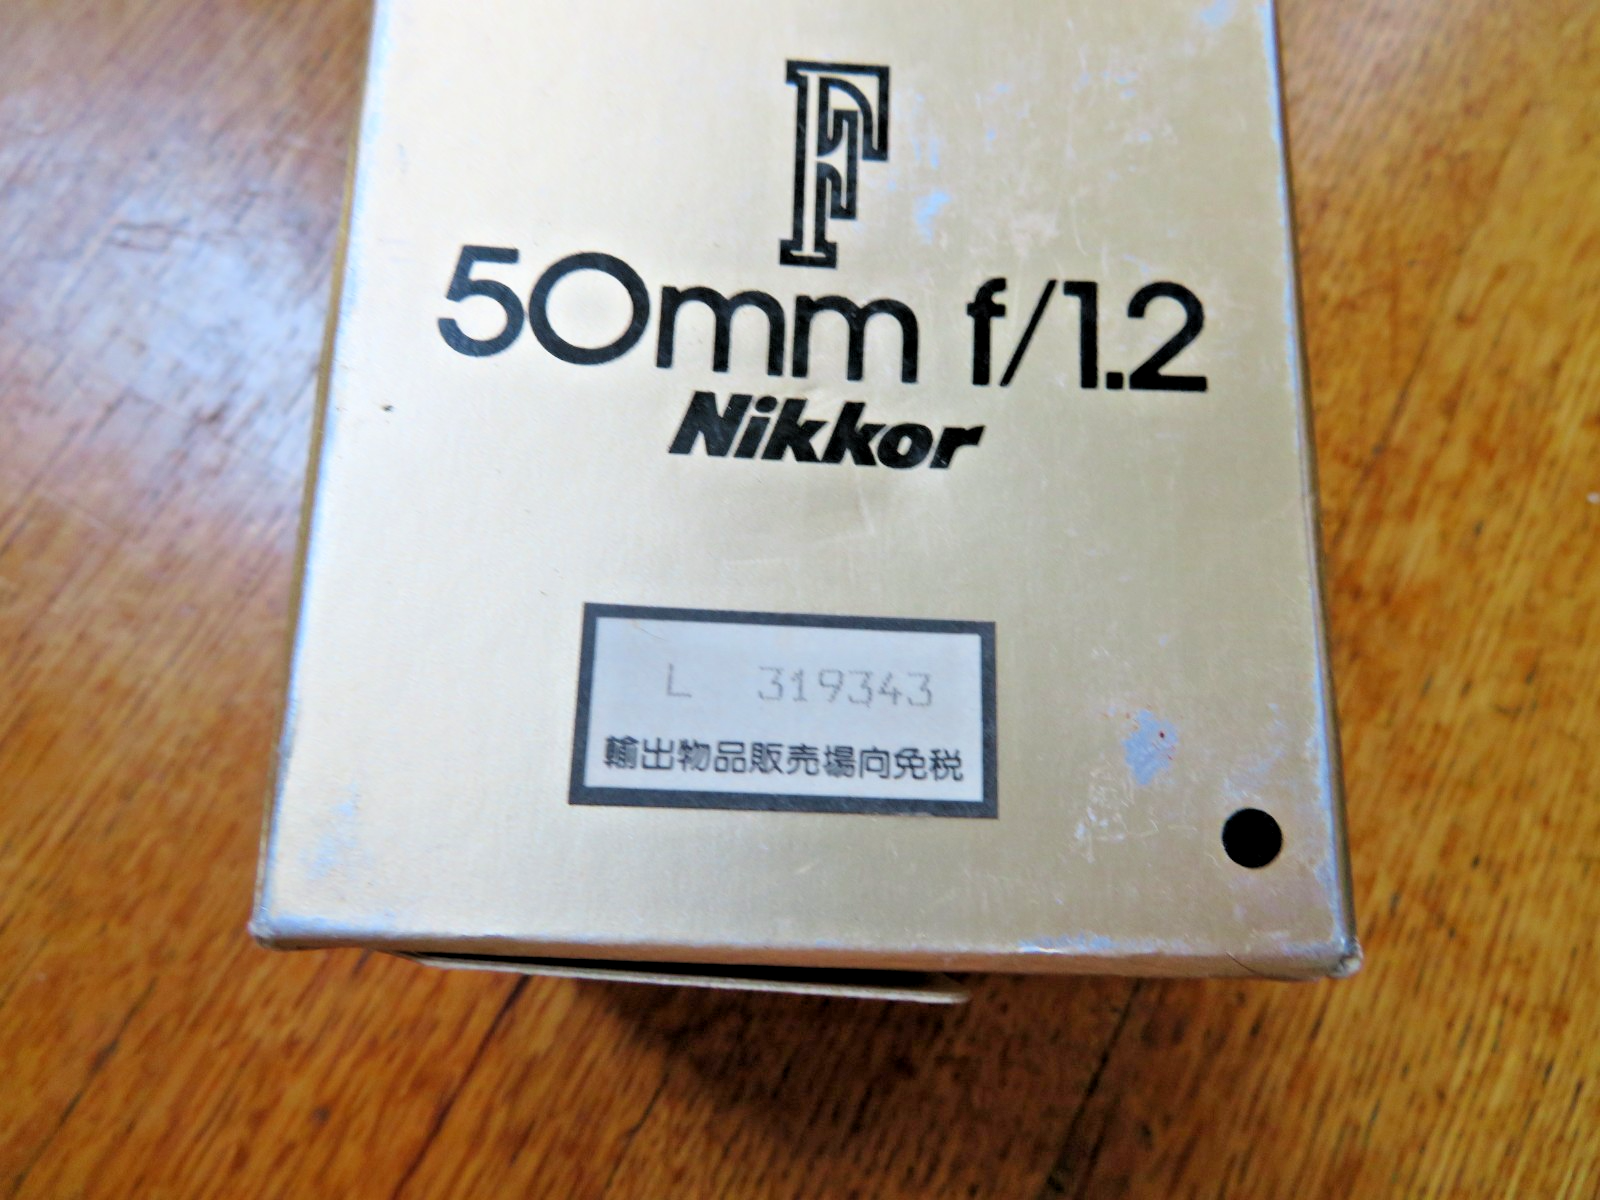 F
50mm f/1.2
Nikkor
L 319343
輸出物品販売場向免税